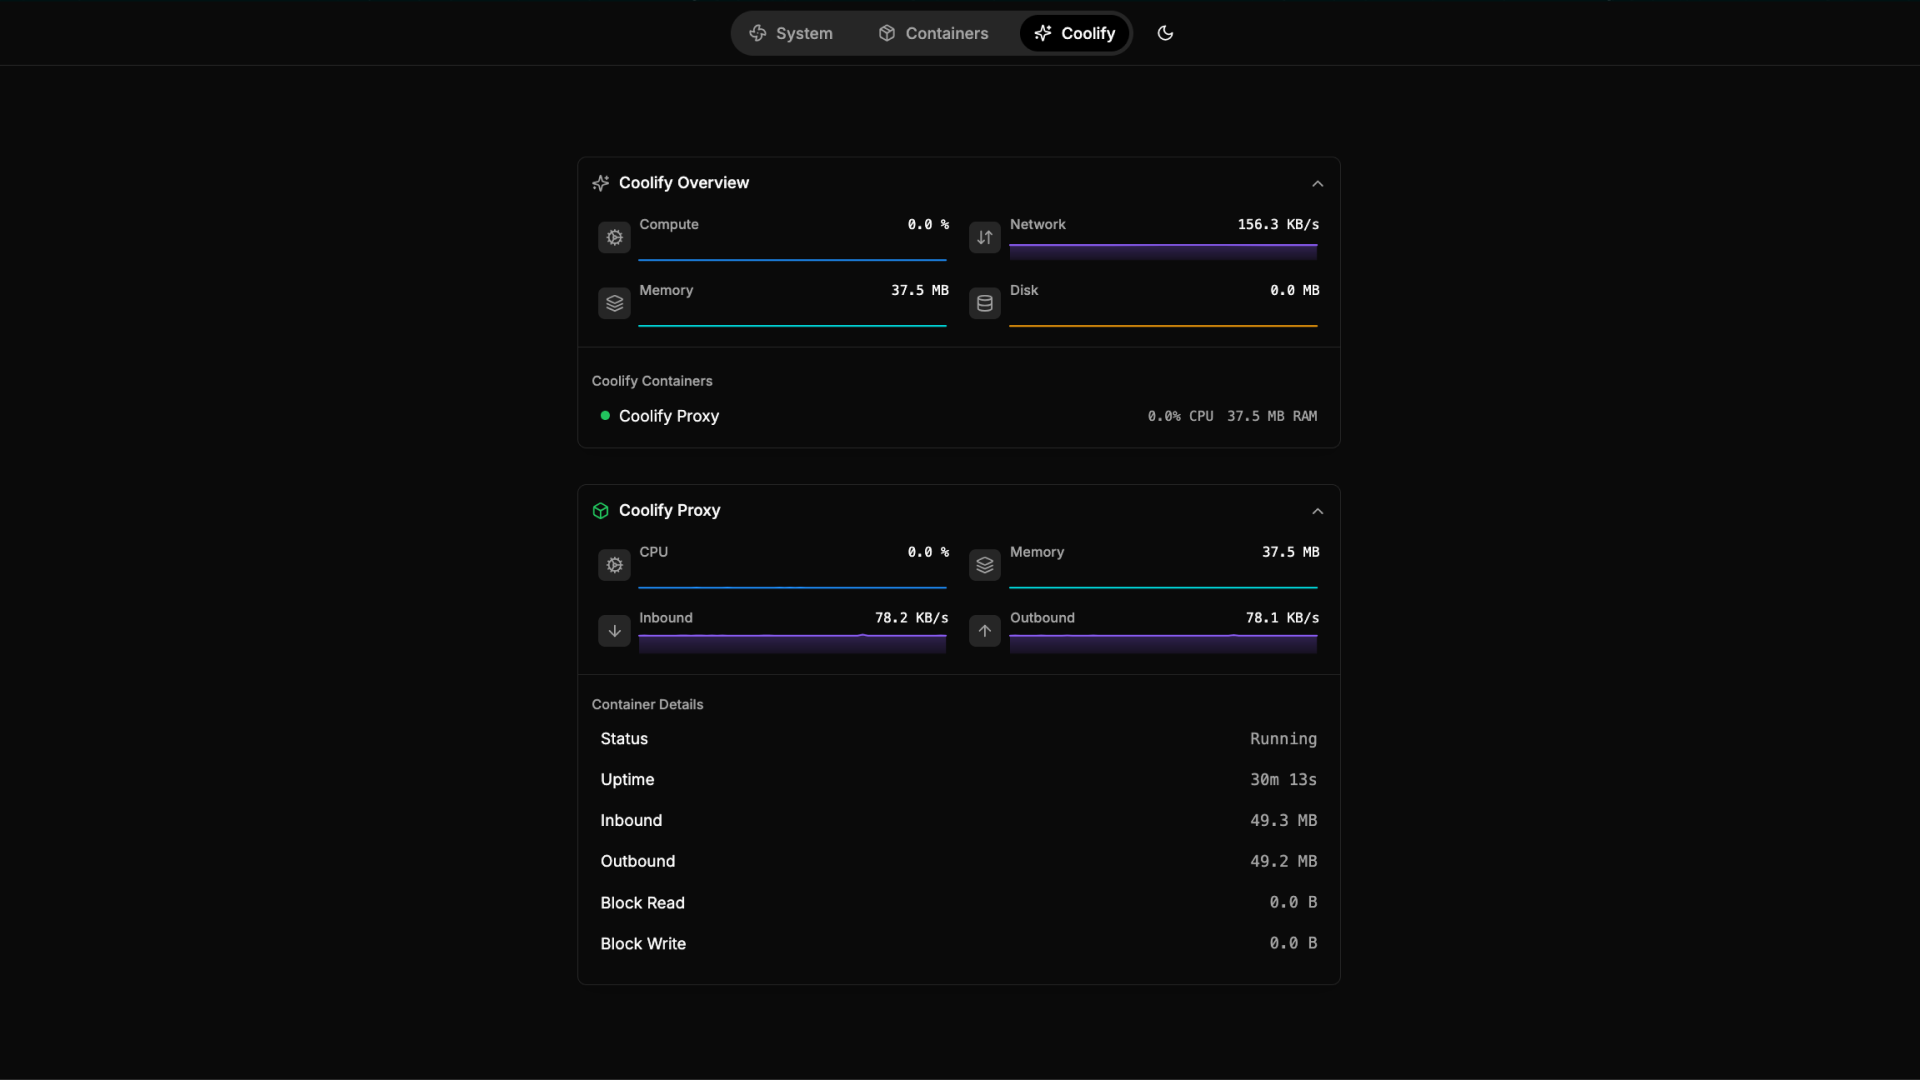 System Containers Coolify
Coolify Overview
Compute 0.0 % Network 156.3 KB/s
Memory 37.5 MB Disk 0.0 MB
Coolify Containers
Coolify Proxy 0.0% CPU 37.5 MB RAM
Coolify Proxy
CPU 0.0 % Memory 37.5 MB
Inbound 78.2 KB/s Outbound 78.1 KB/s
Container Details
Status Running
Uptime 30m 13s
Inbound 49.3 MB
Outbound 49.2 MB
Block Read 0.0 B
Block Write 0.0 B